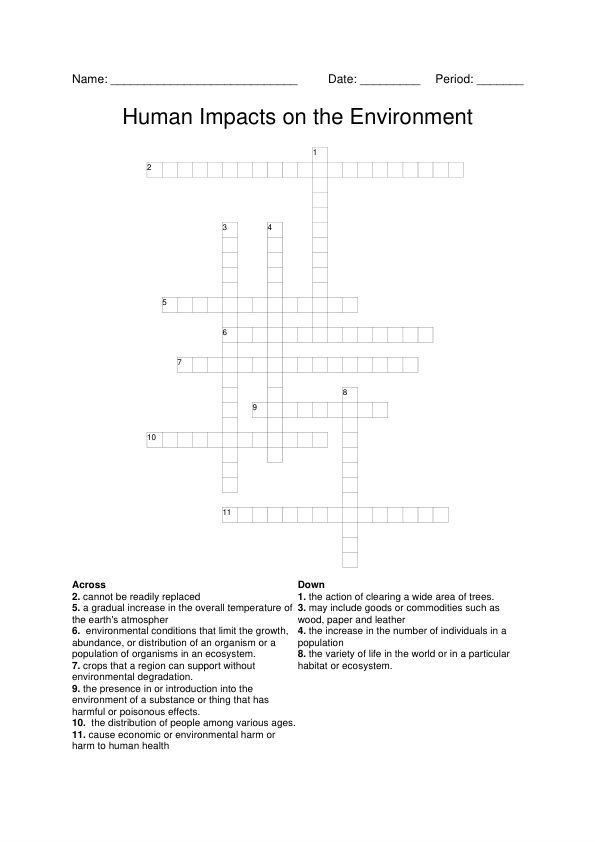 Name: ____________________________ Date: _________ Period: _______
Human Impacts on the Environment
1
2
3
4
5
6
7
8
9
10
11
Across
2. cannot be readily replaced
5. a gradual increase in the overall temperature of
the earth's atmospher
6. environmental conditions that limit the growth,
abundance, or distribution of an organism or a
population of organisms in an ecosystem.
7. crops that a region can support without
environmental degradation.
9. the presence in or introduction into the
environment of a substance or thing that has
harmful or poisonous effects.
10. the distribution of people among various ages.
11. cause economic or environmental harm or
harm to human health
Down
1. the action of clearing a wide area of trees.
3. may include goods or commodities such as
wood, paper and leather
4. the increase in the number of individuals in a
population
8. the variety of life in the world or in a particular
habitat or ecosystem.